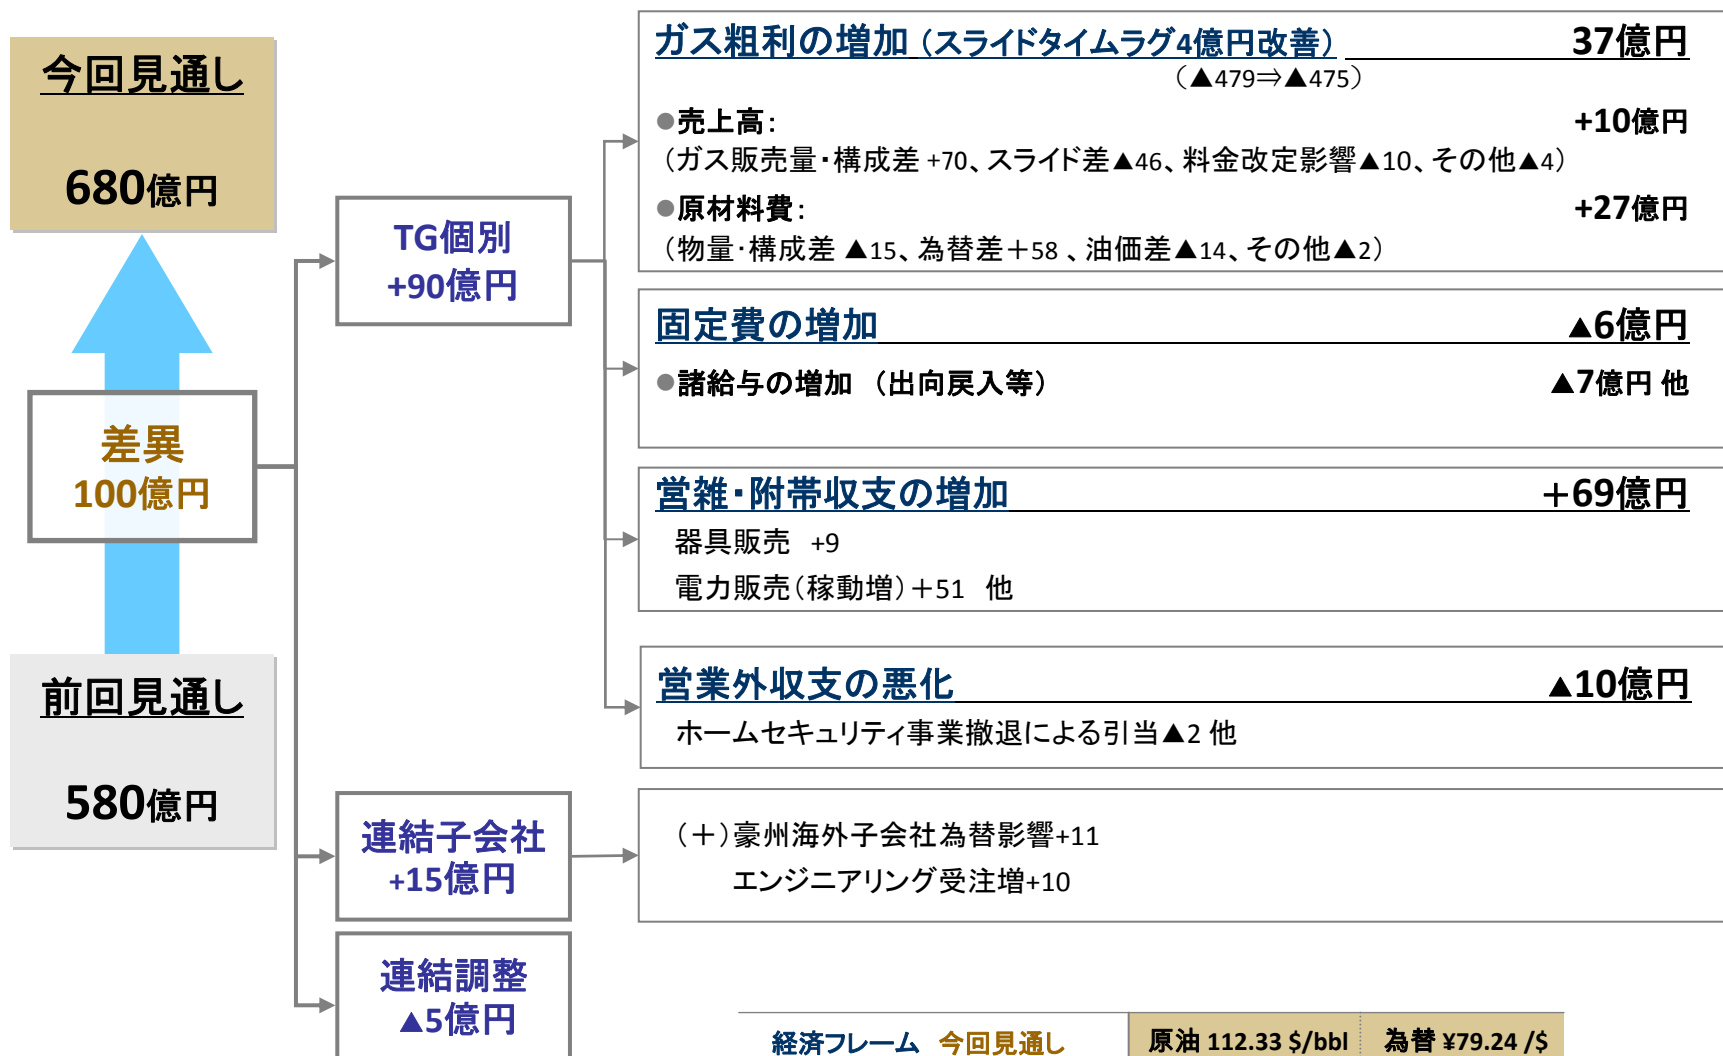 今回見通し
680億円
差異
100億円
前回見通し
580億円
TG個別
+90億円
連結子会社
+15億円
連結調整
▲5億円
ガス粗利の増加（スライドタイムラグ4億円改善） 37億円
（▲479⇒▲475）
●売上高： +10億円
（ガス販売量・構成差 +70、スライド差▲46、料金改定影響▲10、その他▲4）
●原材料費： +27億円
（物量・構成差 ▲15、為替差＋58 、油価差▲14、その他▲2）
固定費の増加 ▲6億円
●諸給与の増加 （出向戻入等） ▲7億円 他
営雑・附帯収支の増加 ＋69億円
器具販売 +9
電力販売（稼動増）＋51 他
営業外収支の悪化 ▲10億円
ホームセキュリティ事業撤退による引当▲2 他
（＋）豪州海外子会社為替影響+11
エンジニアリング受注増+10
経済フレーム 今回見通し 原油 112.33 $/bbl 為替 ¥79.24 /$